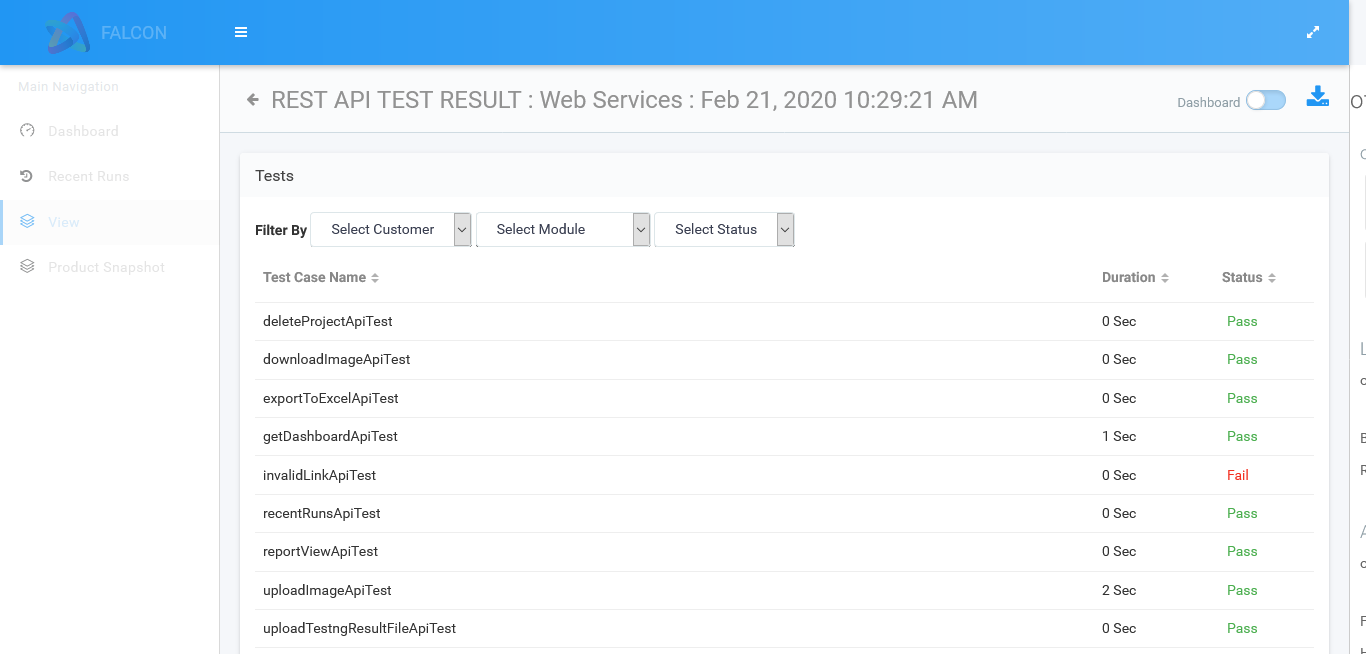 FALCON
Main Navigation
Dashboard
Recent Runs
View
Product Snapshot
REST API TEST RESULT : Web Services : Feb 21, 2020 10:29:21 AM
Dashboard
Tests
Filter By Select Customer Select Module Select Status
Test Case Name Duration Status
deleteProjectApiTest 0 Sec Pass
downloadImageApiTest 0 Sec Pass
exportToExcelApiTest 0 Sec Pass
getDashboardApiTest 1 Sec Pass
invalidLinkApiTest 0 Sec Fail
recentRunsApiTest 0 Sec Pass
reportViewApiTest 0 Sec Pass
uploadImageApiTest 2 Sec Pass
uploadTestngResultFileApiTest 0 Sec Pass